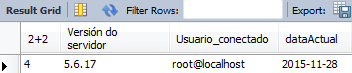 Result Grid Filter Rows: Export:
2+2 Versión do servidor Usuario_conectado dataActual
4 5.6.17 root@localhost 2015-11-28